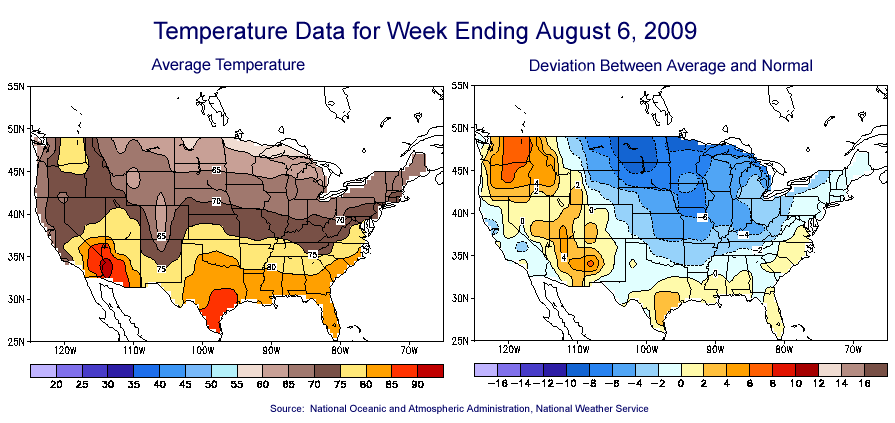 Temperature Data for Week Ending August 6, 2009
Average Temperature
Deviation Between Average and Normal
55N
50N
45N
40N
35N
30N
25N
120W 110W 100W 90W 80W 70W
65
70
70
65
75
75
80
20 25 30 35 40 45 50 55 60 65 70 75 80 85 90
55N
50N
45N
40N
35N
30N
25N
120W 110W 100W 90W 80W 70W
4
2
2
0
0
-6
-4
-2
4
-16 -14 -12 -10 -8 -6 -4 -2 0 2 4 6 8 10 12 14 16
Source: National Oceanic and Atmospheric Administration, National Weather Service